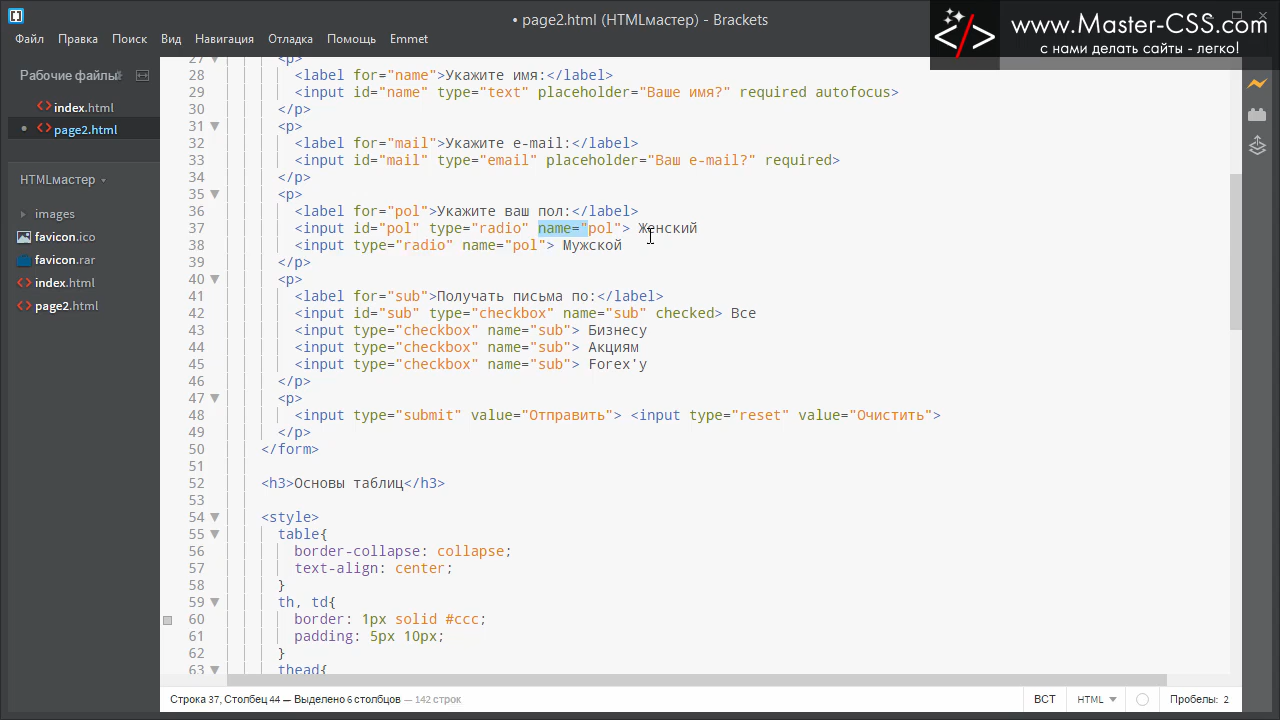 • page2.html (HTMLмастер) - Brackets
www.Master-CSS.com
с нами делать сайты - легко!
Файл Правка Поиск Вид Навигация Отладка Помощь Emmet
Рабочие файлы
index.html
page2.html
HTMLмастер
images
favicon.ico
favicon.rar
index.html
page2.html
27 <p>
28 <label for="name">Укажите имя:</label>
29 <input id="name" type="text" placeholder="Ваше имя?" required autofocus>
30 </p>
31 <p>
32 <label for="mail">Укажите e-mail:</label>
33 <input id="mail" type="email" placeholder="Ваш e-mail?" required>
34 </p>
35 <p>
36 <label for="pol">Укажите ваш пол:</label>
37 <input id="pol" type="radio" name="pol"> Женский
38 <input type="radio" name="pol"> Мужской
39 </p>
40 <p>
41 <label for="sub">Получать письма по:</label>
42 <input id="sub" type="checkbox" name="sub" checked> Все
43 <input type="checkbox" name="sub"> Бизнесу
44 <input type="checkbox" name="sub"> Акциям
45 <input type="checkbox" name="sub"> Forex'у
46 </p>
47 <p>
48 <input type="submit" value="Отправить"> <input type="reset" value="Очистить">
49 </p>
50 </form>
51
52 <h3>Основы таблиц</h3>
53
54 <style>
55 table{
56 border-collapse: collapse;
57 text-align: center;
58 }
59 th, td{
60 border: 1px solid #ccc;
61 padding: 5px 10px;
62 }
63 thead{
Строка 37, Столбец 44 — Выделено 6 столбцов — 142 строк
ВСТ HTML Пробелы: 2